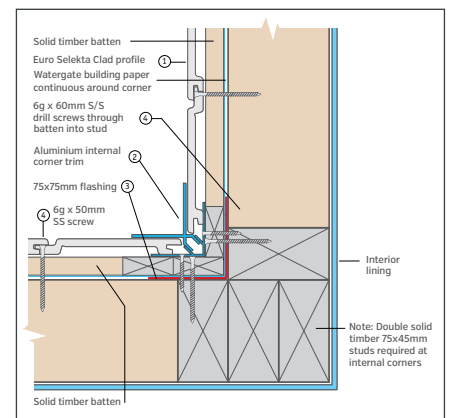 Solid timber batten
Euro Selekta Clad profile
1
Watergate building paper
continuous around corner
6g x 60mm S/S
drill screws through
batten into stud
4
Aluminium internal
corner trim
2
75x75mm flashing
3
4
6g x 50mm
SS screw
Interior
lining
Note: Double solid
timber 75x45mm
studs required at
internal corners
Solid timber batten